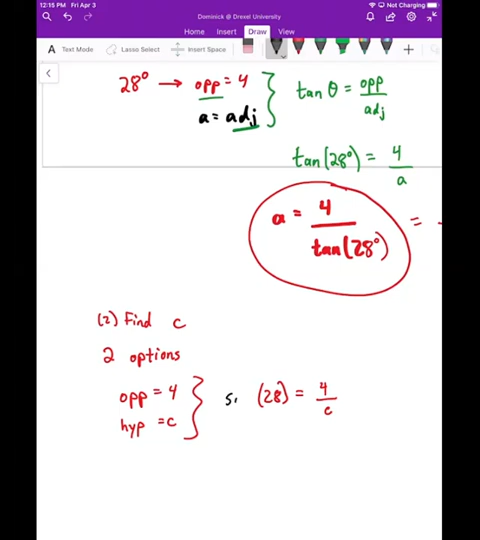 12:15 PM Fri Apr 3
Not Charging
Dominick @ Drexel University
Home Insert Draw View
Text Mode Lasso Select Insert Space
28° → opp = 4
a = adj
tan θ = opp/adj
tan(28°) = 4/a
a = 4/tan(28°) =
(2) Find c
2 options
opp = 4
hyp = c
si (28) = 4/c